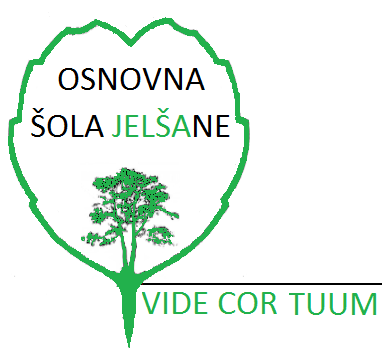 OSNOVNA
ŠOLA JELŠANE
VIDE COR TUUM